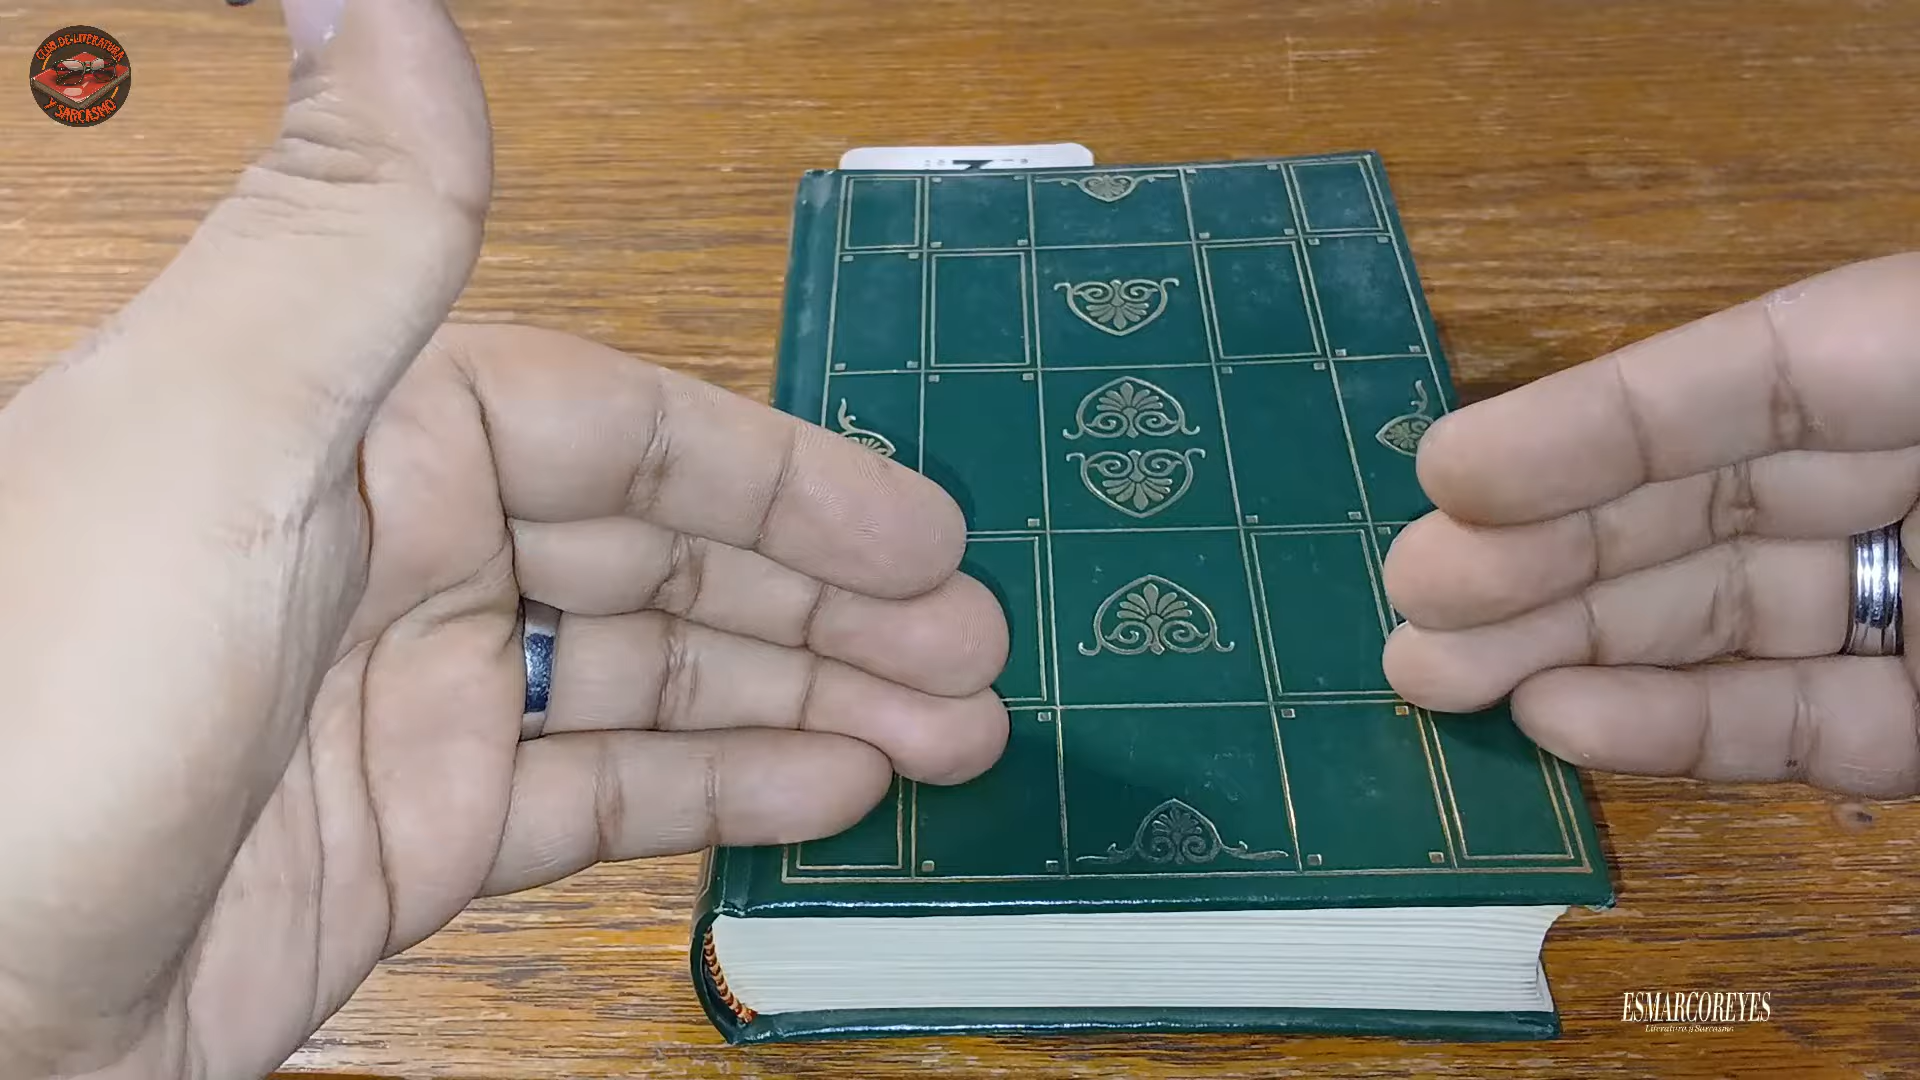 CLUB DE LITERATURA
Y SARCASMO
ESMARCOREYES
Literatura y Sarcasmo